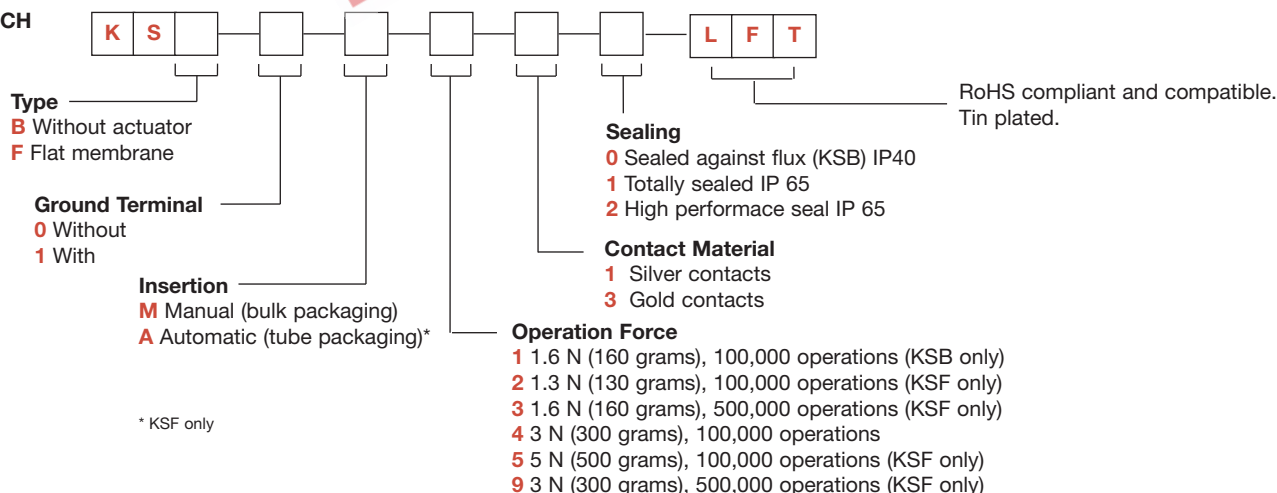 CH
K S L F T
RoHS compliant and compatible.
Tin plated.
Type
B Without actuator
F Flat membrane
Sealing
0 Sealed against flux (KSB) IP40
1 Totally sealed IP 65
2 High performace seal IP 65
Ground Terminal
0 Without
1 With
Contact Material
1 Silver contacts
3 Gold contacts
Insertion
M Manual (bulk packaging)
A Automatic (tube packaging)*
Operation Force
1 1.6 N (160 grams), 100,000 operations (KSB only)
2 1.3 N (130 grams), 100,000 operations (KSF only)
3 1.6 N (160 grams), 500,000 operations (KSF only)
4 3 N (300 grams), 100,000 operations
5 5 N (500 grams), 100,000 operations (KSF only)
9 3 N (300 grams), 500,000 operations (KSF only)
* KSF only